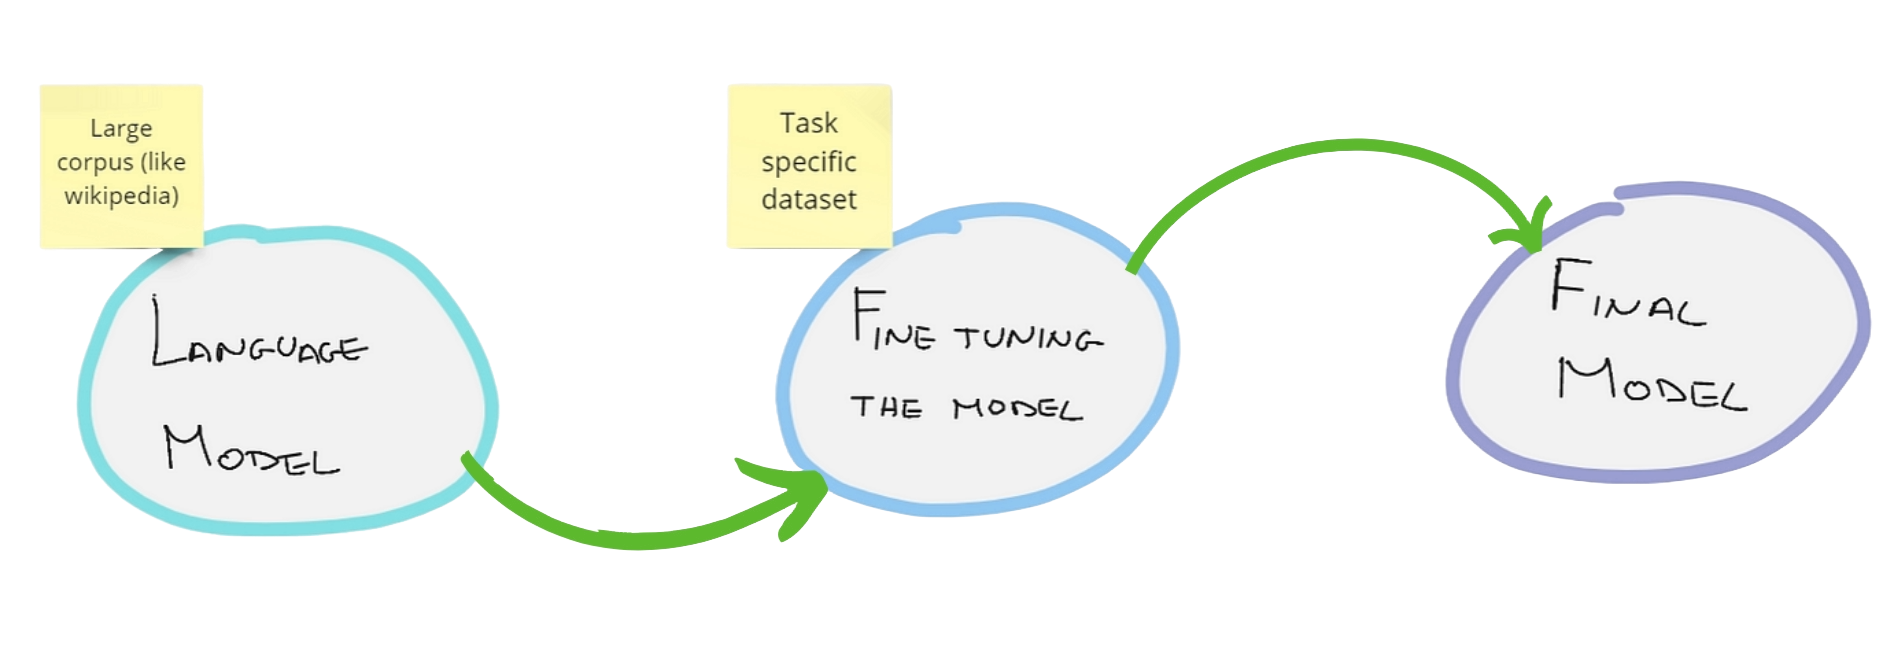 Large
corpus (like
wikipedia)
LANGUAGE
MODEL
Task
specific
dataset
FINE TUNING
THE MODEL
FINAL
MODEL